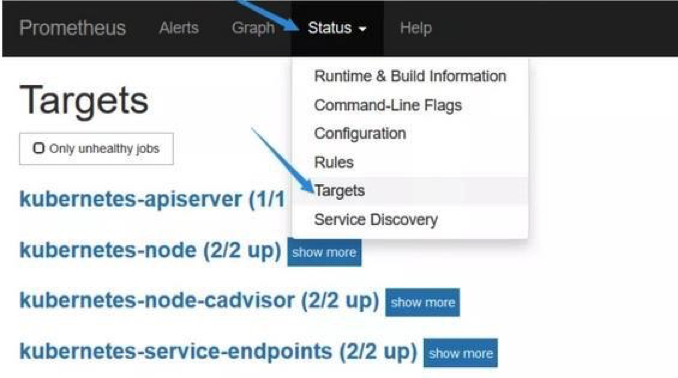 Prometheus Alerts Graph Status Help
Runtime & Build Information
Command-Line Flags
Configuration
Rules
Targets
Service Discovery
Targets
Only unhealthy jobs
kubernetes-apiserver (1/1
kubernetes-node (2/2 up) show more
kubernetes-node-cadvisor (2/2 up) show more
kubernetes-service-endpoints (2/2 up) show more